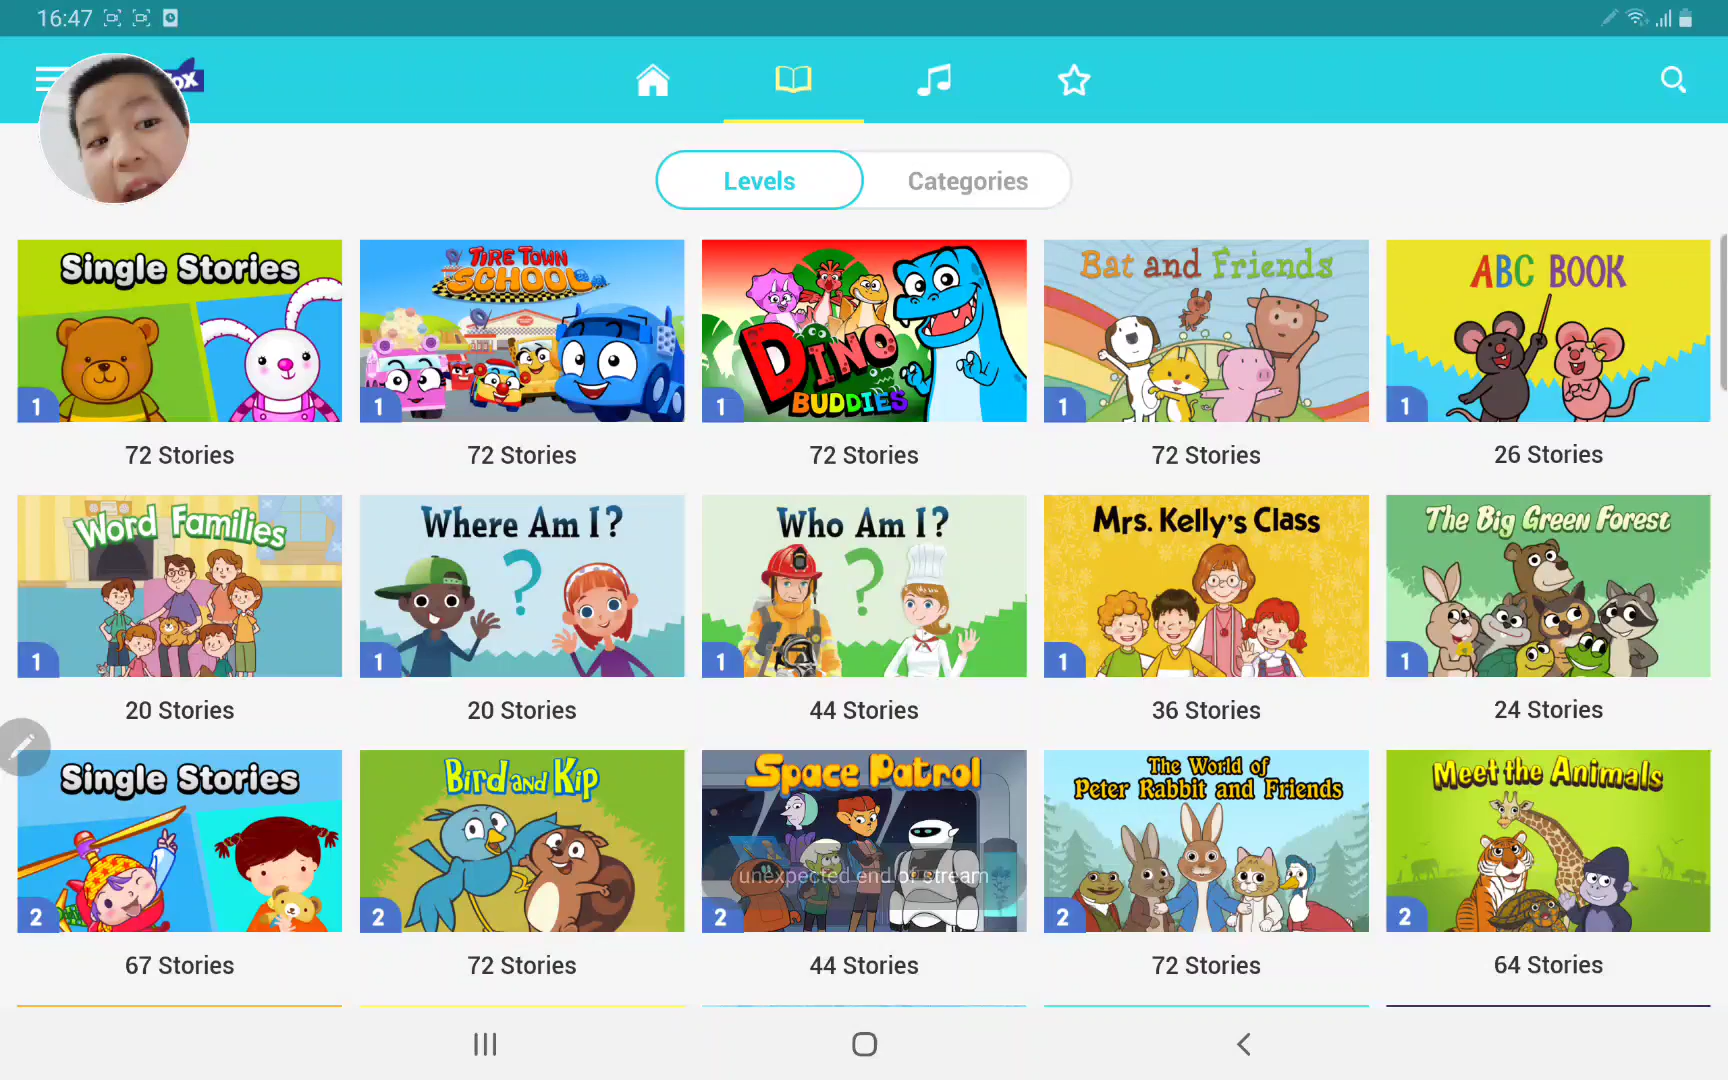 16:47
ox
Levels
Categories
Single Stories
1
72 Stories
TIRE TOWN
SCHOOL
1
72 Stories
DINO
BUDDIES
1
72 Stories
Bat and Friends
1
72 Stories
ABC BOOK
1
26 Stories
Word Families
1
20 Stories
Where Am I?
?
1
20 Stories
Who Am I?
?
1
44 Stories
Mrs. Kelly's Class
1
36 Stories
The Big Green Forest
1
24 Stories
Single Stories
2
67 Stories
Bird and Kip
2
72 Stories
Space Patrol
unexpected end of stream
2
44 Stories
The World of
Peter Rabbit and Friends
2
72 Stories
Meet the Animals
2
64 Stories